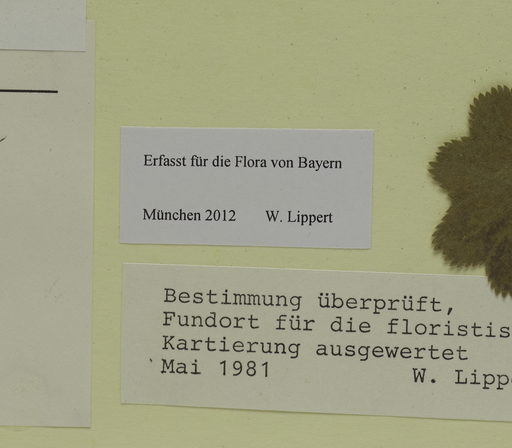 Erfasst für die Flora von Bayern
München 2012 W. Lippert
Bestimmung überprüft,
Fundort für die floristis
Kartierung ausgewertet
Mai 1981 W. Lipp